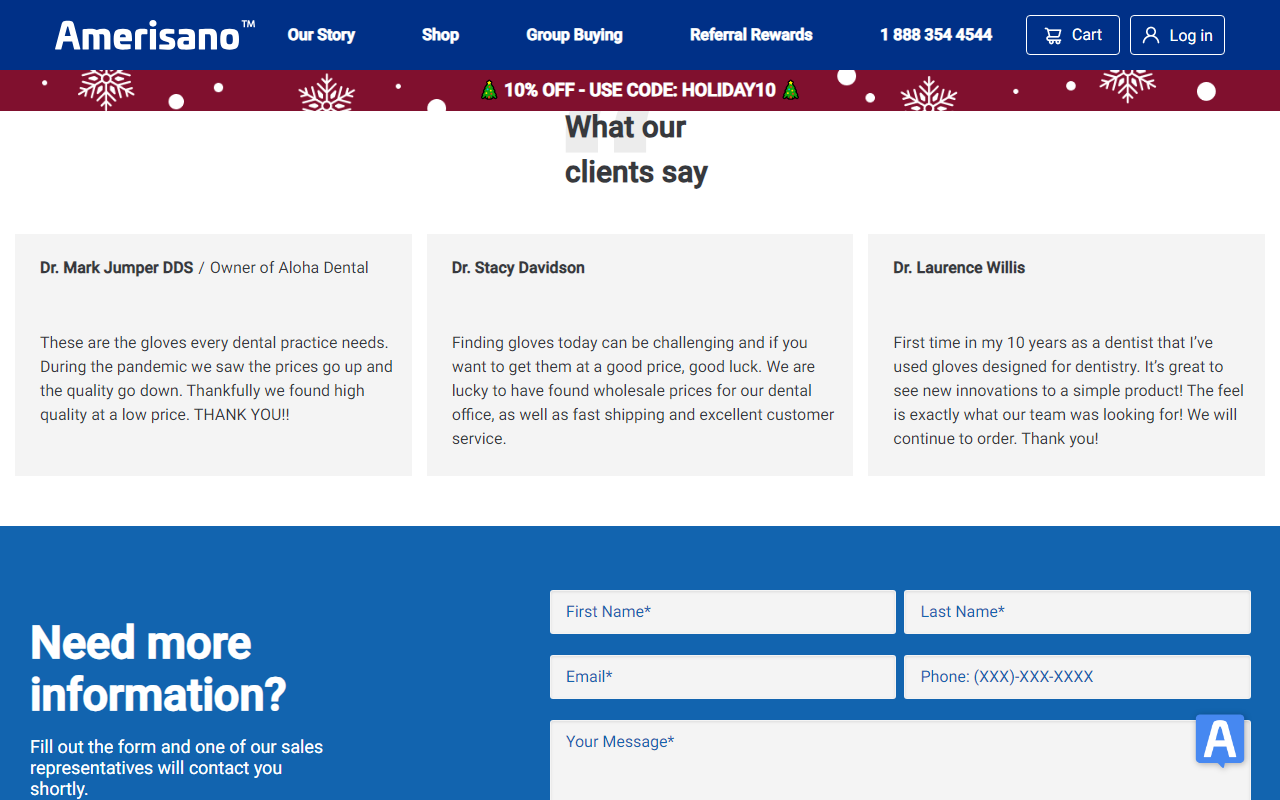 Amerisano™
Our Story
Shop
Group Buying
Referral Rewards
1 888 354 4544
Cart
Log in
🎄 10% OFF - USE CODE: HOLIDAY10 🎄
What our
clients say
Dr. Mark Jumper DDS / Owner of Aloha Dental
These are the gloves every dental practice needs.
During the pandemic we saw the prices go up and
the quality go down. Thankfully we found high
quality at a low price. THANK YOU!!
Dr. Stacy Davidson
Finding gloves today can be challenging and if you
want to get them at a good price, good luck. We are
lucky to have found wholesale prices for our dental
office, as well as fast shipping and excellent customer
service.
Dr. Laurence Willis
First time in my 10 years as a dentist that I’ve
used gloves designed for dentistry. It’s great to
see new innovations to a simple product! The feel
is exactly what our team was looking for! We will
continue to order. Thank you!
Need more
information?
Fill out the form and one of our sales
representatives will contact you
shortly.
First Name*
Last Name*
Email*
Phone: (XXX)-XXX-XXXX
Your Message*
A